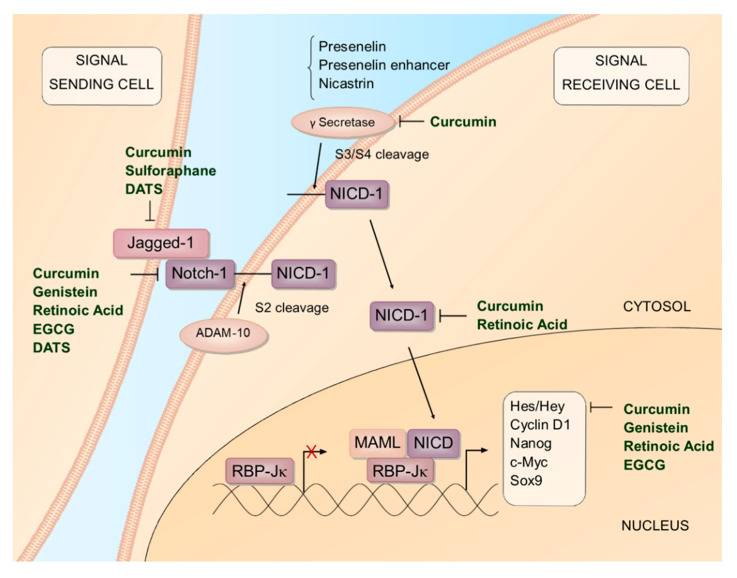 SIGNAL
SENDING CELL
Presenelin
Presenelin enhancer
Nicastrin
SIGNAL
RECEIVING CELL
γ Secretase
Curcumin
S3/S4 cleavage
NICD-1
Curcumin
Sulforaphane
DATS
Jagged-1
Notch-1
NICD-1
Curcumin
Genistein
Retinoic Acid
EGCG
DATS
S2 cleavage
ADAM-10
NICD-1
Curcumin
Retinoic Acid
CYTOSOL
MAML
NICD
RBP-Jκ
RBP-Jκ
Hes/Hey
Cyclin D1
Nanog
c-Myc
Sox9
Curcumin
Genistein
Retinoic Acid
EGCG
NUCLEUS